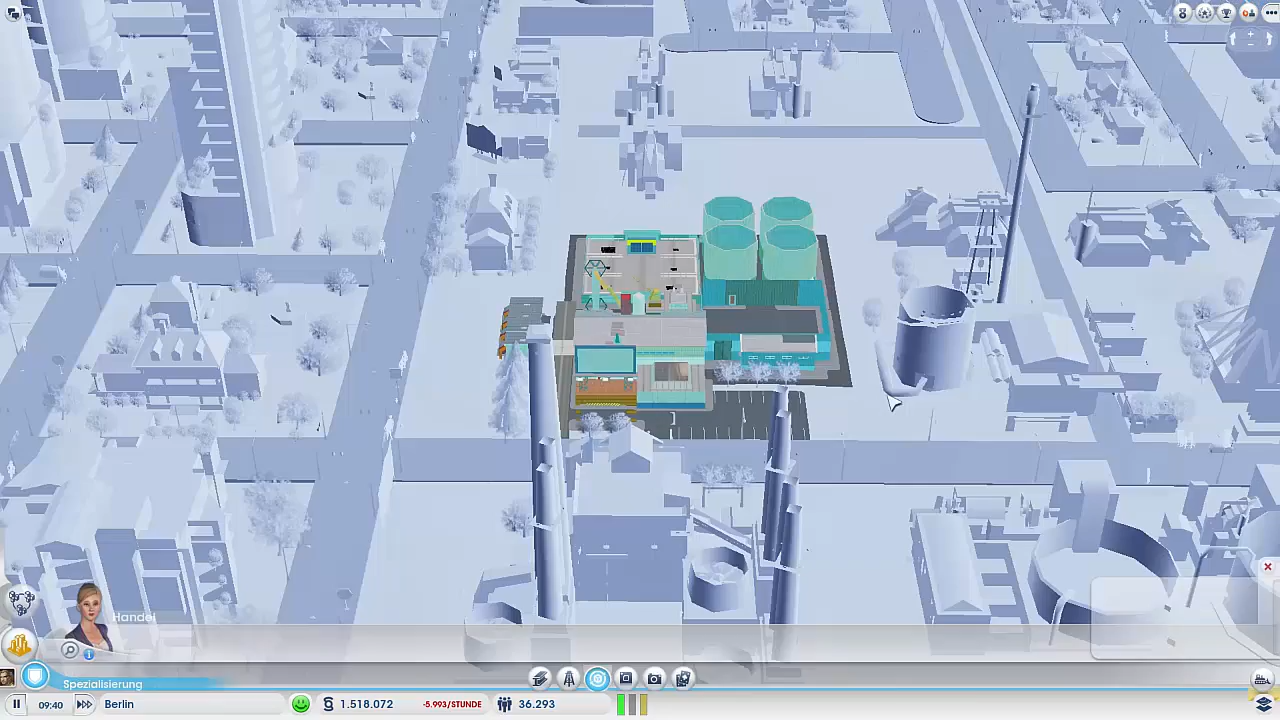 Handel
Spezialisierung
09:40
Berlin
1.518.072
-5.993/STUNDE
36.293